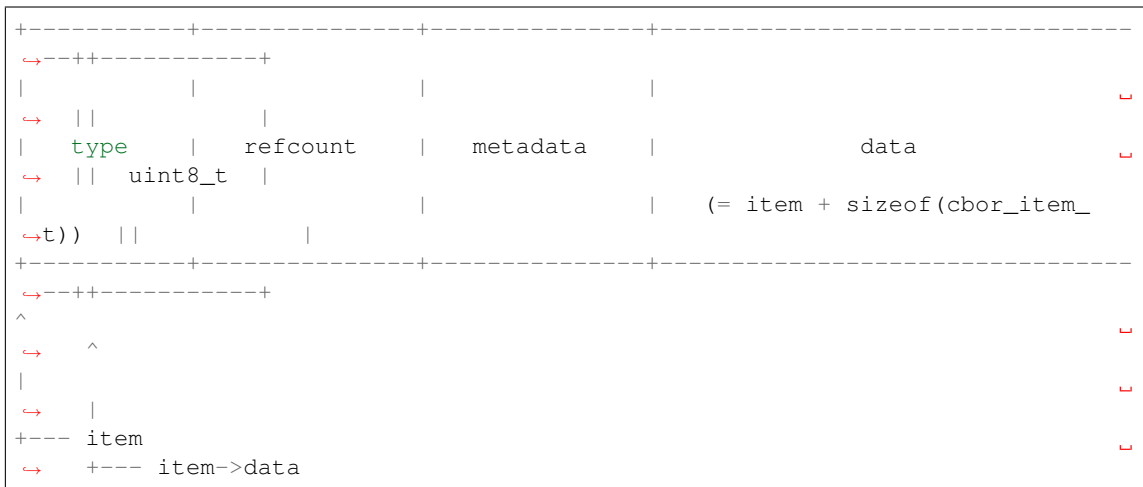 +-----------+---------------+---------------+--------------------------------
↪--++-----------+
|           |               |               |                                ␣
↪   ||           |
|   type    |   refcount    |   metadata    |              data              ␣
↪  ||  uint8_t  |
|           |               |               |   (= item + sizeof(cbor_item_
↪t))  ||           |
+-----------+---------------+---------------+--------------------------------
↪--++-----------+
^                                                                            ␣
↪    ^
|                                                                            ␣
↪    |
+--- item                                                                    ␣
↪    +--- item->data